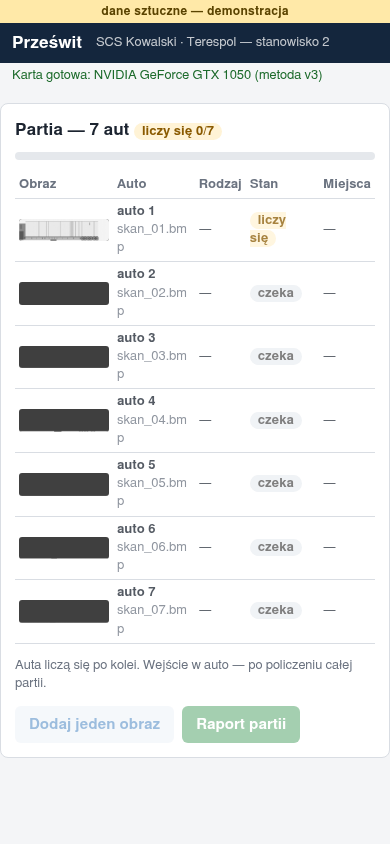 dane sztuczne — demonstracja
Prześwit SCS Kowalski · Terespol — stanowisko 2
Karta gotowa: NVIDIA GeForce GTX 1050 (metoda v3)
Partia — 7 aut liczy się 0/7
Obraz Auto Rodzaj Stan Miejsca
auto 1
skan_01.bm
p
—
liczy
się
—
auto 2
skan_02.bm
p
—
czeka
—
auto 3
skan_03.bm
p
—
czeka
—
auto 4
skan_04.bm
p
—
czeka
—
auto 5
skan_05.bm
p
—
czeka
—
auto 6
skan_06.bm
p
—
czeka
—
auto 7
skan_07.bm
p
—
czeka
—
Auta liczą się po kolei. Wejście w auto — po policzeniu całej
partii.
Dodaj jeden obraz
Raport partii